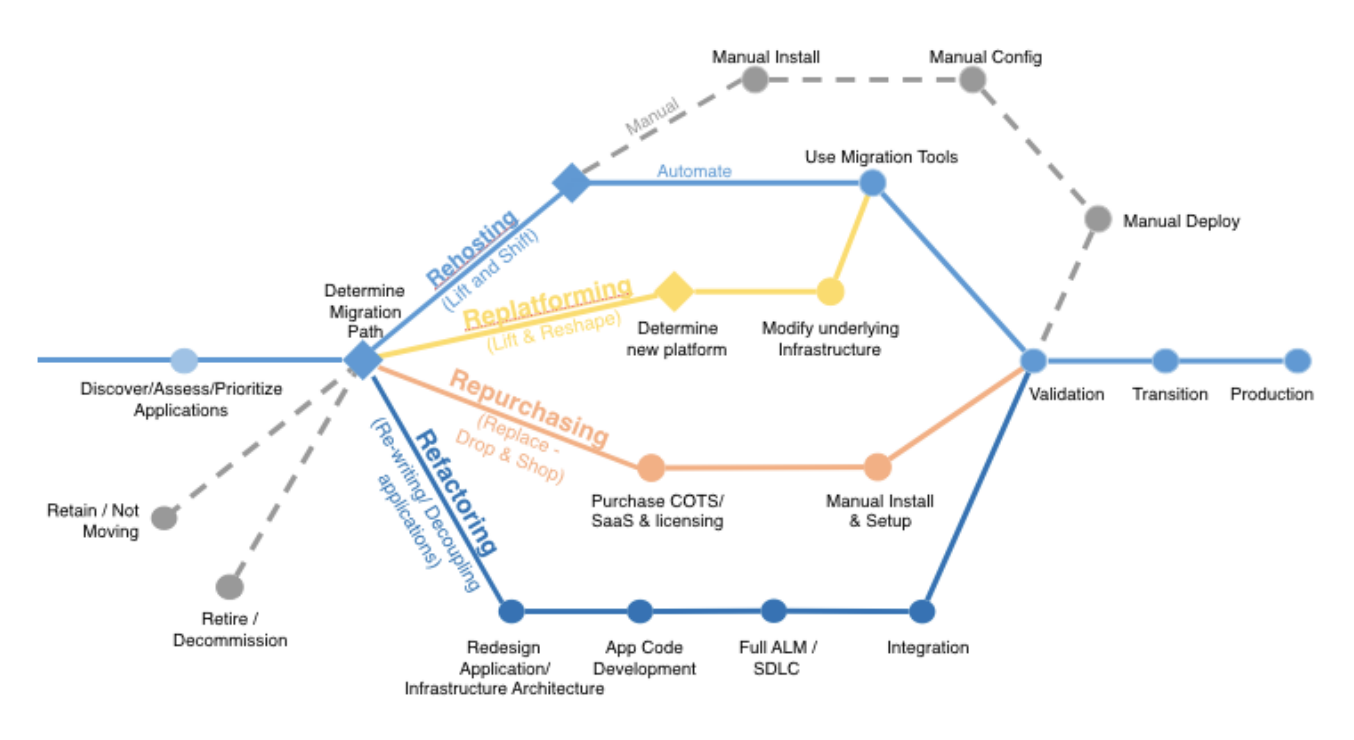 Manual Install
Manual Config
Manual
Use Migration Tools
Automate
Manual Deploy
Rehosting
(Lift and Shift)
Determine
Migration
Path
Replatforming
(Lift & Reshape)
Determine
new platform
Modify underlying
Infrastructure
Discover/Assess/Prioritize
Applications
Repurchasing
(Replace -
Drop & Shop)
Validation
Transition
Production
Refactoring
(Re-writing/ Decoupling
applications)
Retain / Not
Moving
Purchase COTS/
SaaS & licensing
Manual Install
& Setup
Retire /
Decommission
Redesign
Application/
Infrastructure Architecture
App Code
Development
Full ALM /
SDLC
Integration